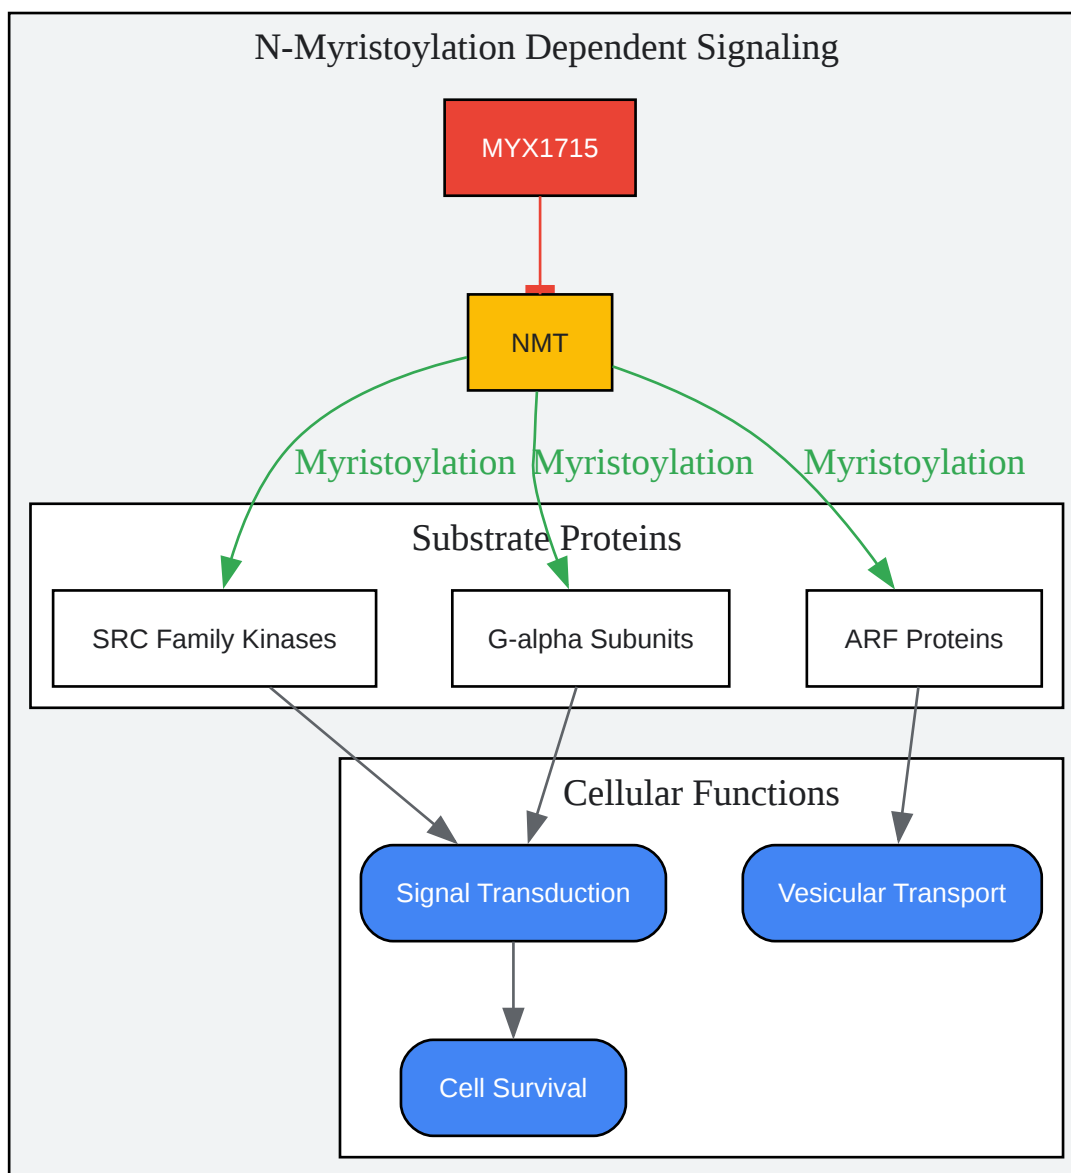 N-Myristoylation Dependent Signaling
MYX1715
NMT
Myristoylation
Myristoylation
Myristoylation
Substrate Proteins
SRC Family Kinases
G-alpha Subunits
ARF Proteins
Cellular Functions
Signal Transduction
Vesicular Transport
Cell Survival